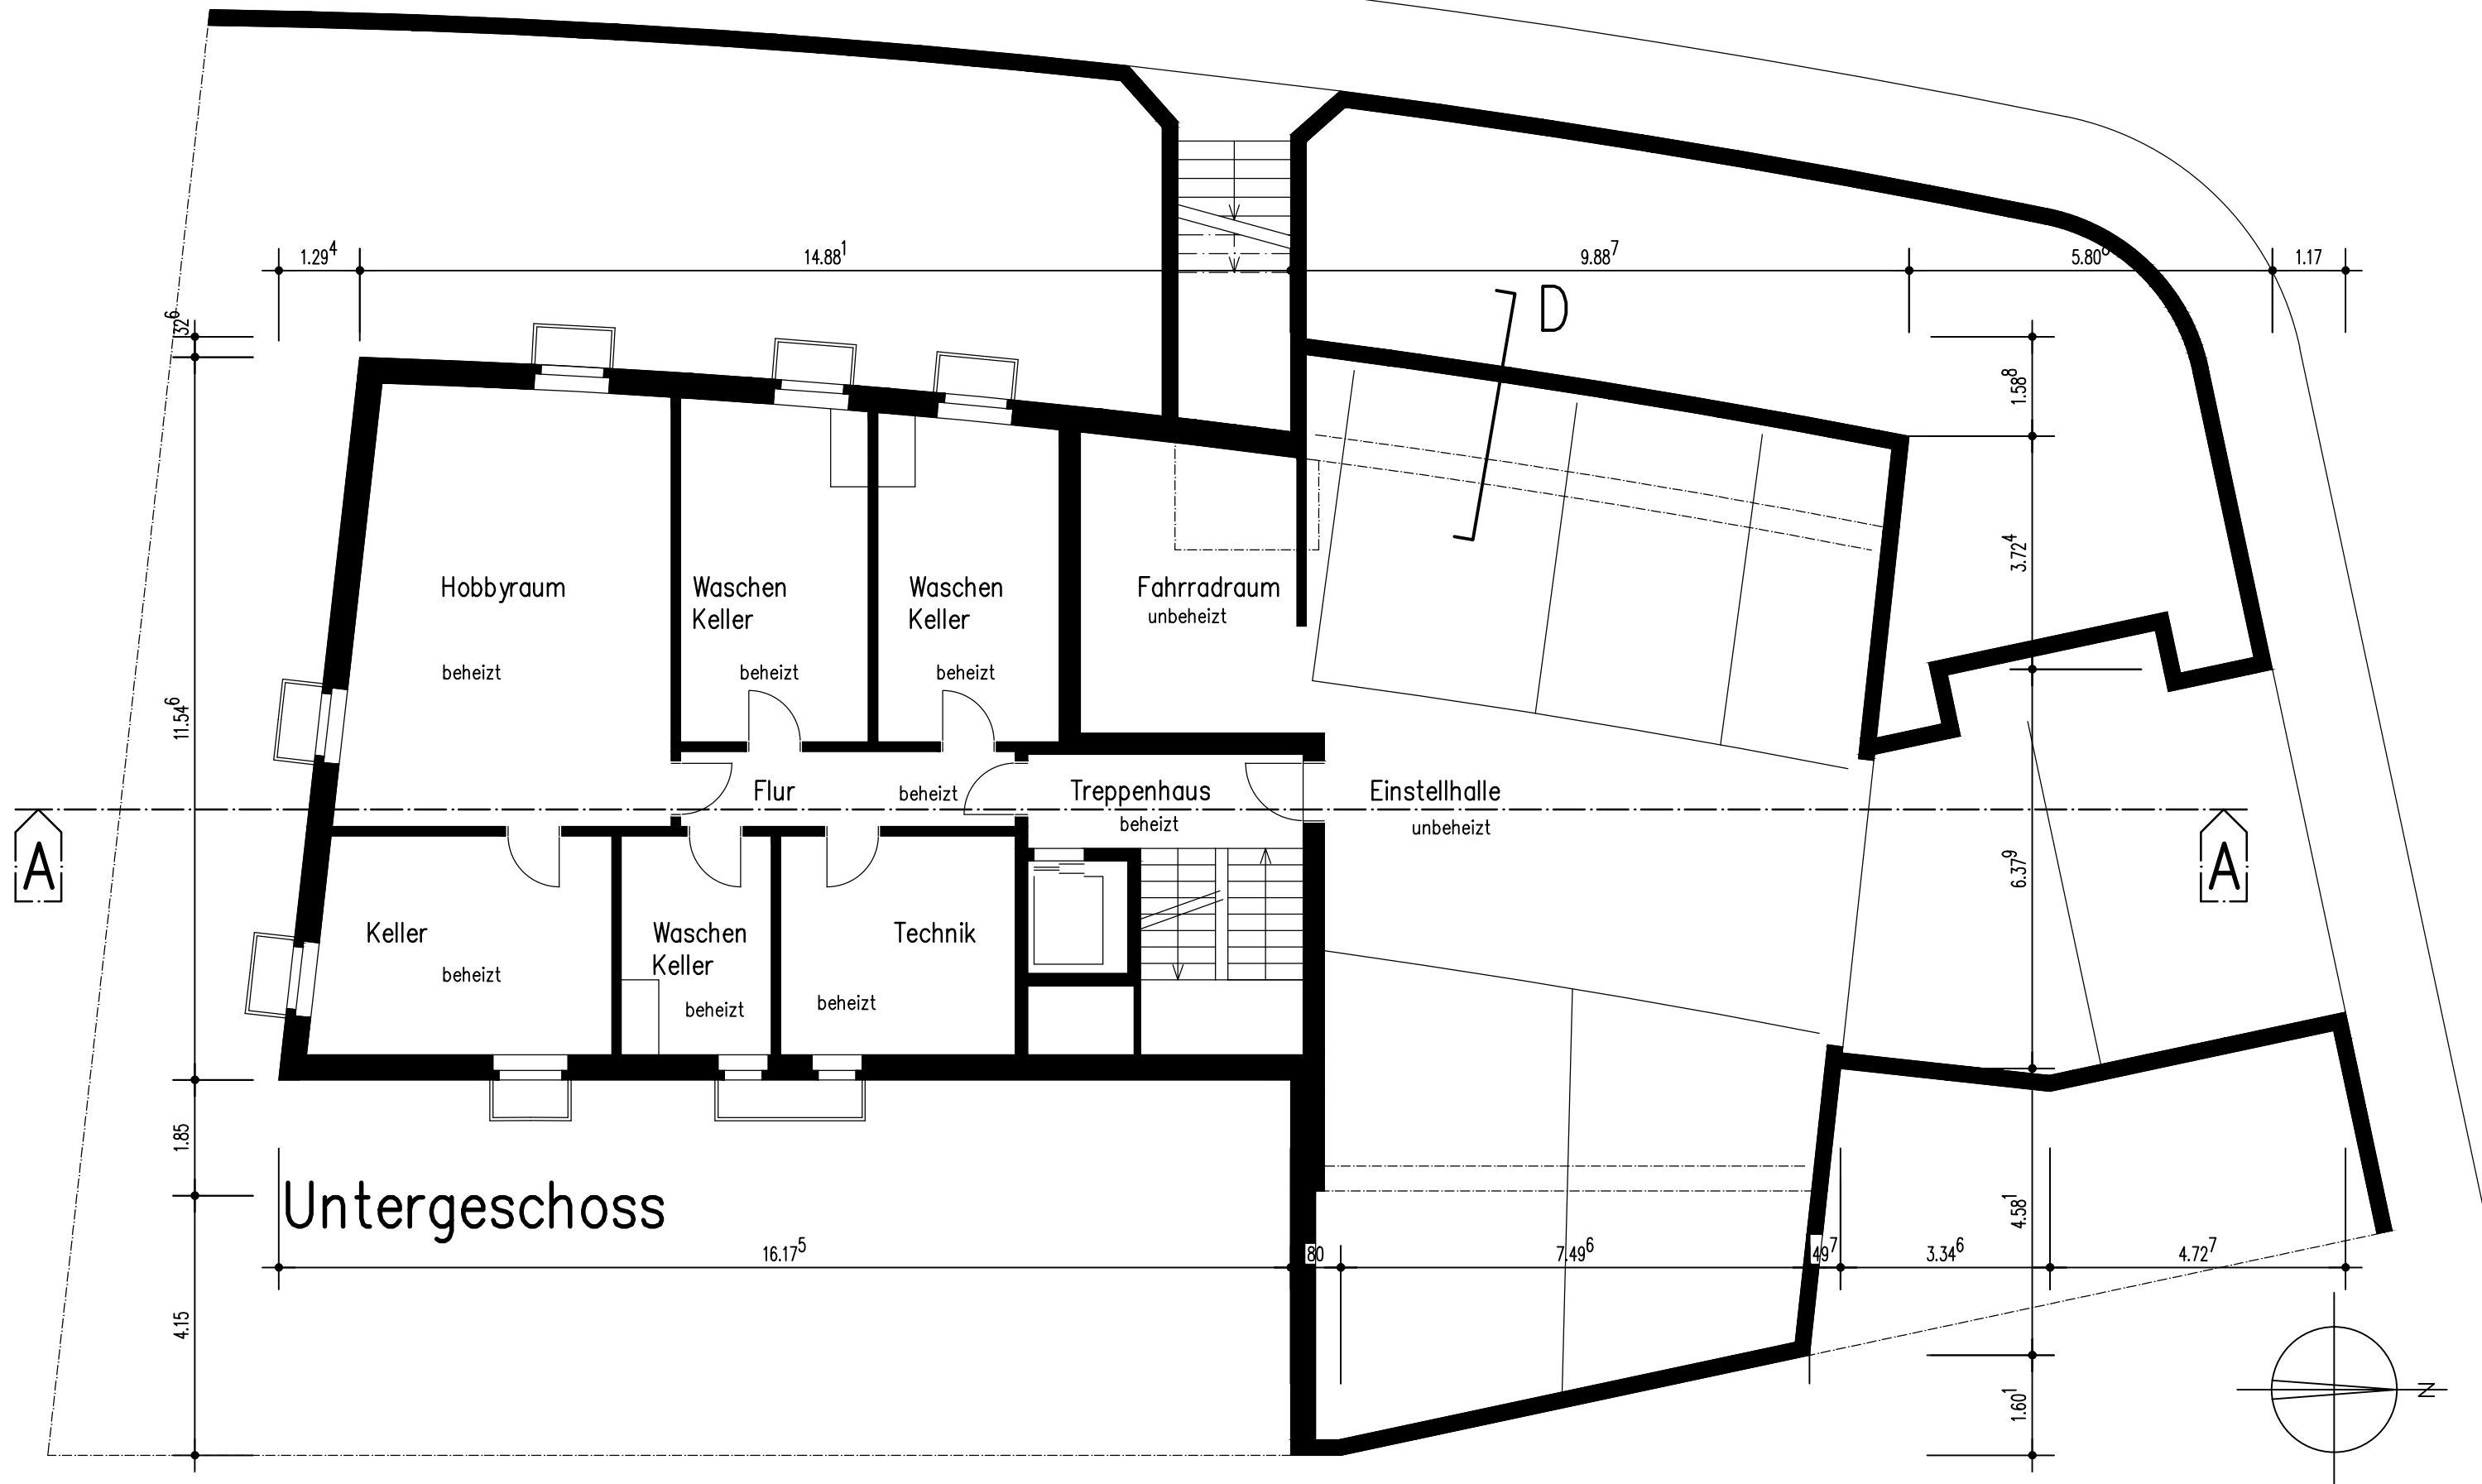 1.29⁴
14.88¹
9.88⁷
5.80
1.17
32⁶
D
1.58⁸
3.72⁴
Hobbyraum
Waschen
Keller
Waschen
Keller
Fahrradraum
unbeheizt
beheizt
beheizt
beheizt
11.54⁶
Flur
beheizt
Treppenhaus
beheizt
Einstellhalle
unbeheizt
A
A
6.37⁹
Keller
beheizt
Waschen
Keller
beheizt
Technik
beheizt
1.85
Untergeschoss
4.58¹
16.17⁵
80
7.49⁶
49⁷
3.34⁶
4.72⁷
4.15
1.60¹
N